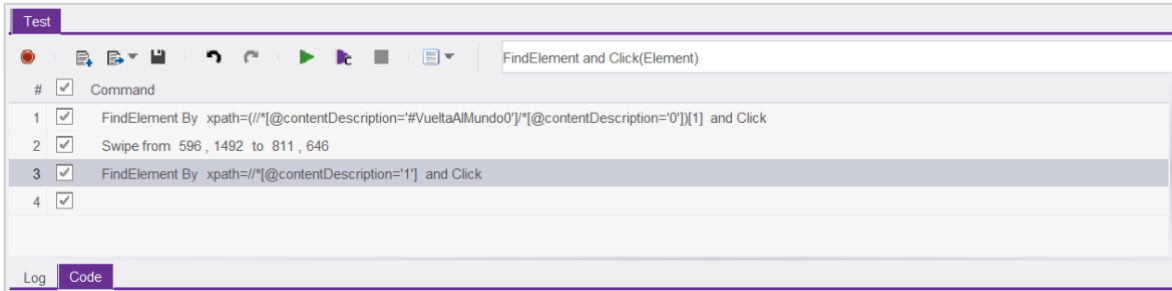 Test
FindElement and Click(Element)
# Command
1 FindElement By xpath=(//*[@contentDescription='#VueltaAlMundo0']/*[@contentDescription='0'])[1] and Click
2 Swipe from 596 , 1492 to 811 , 646
3 FindElement By xpath=//*[@contentDescription='1'] and Click
4
Log Code